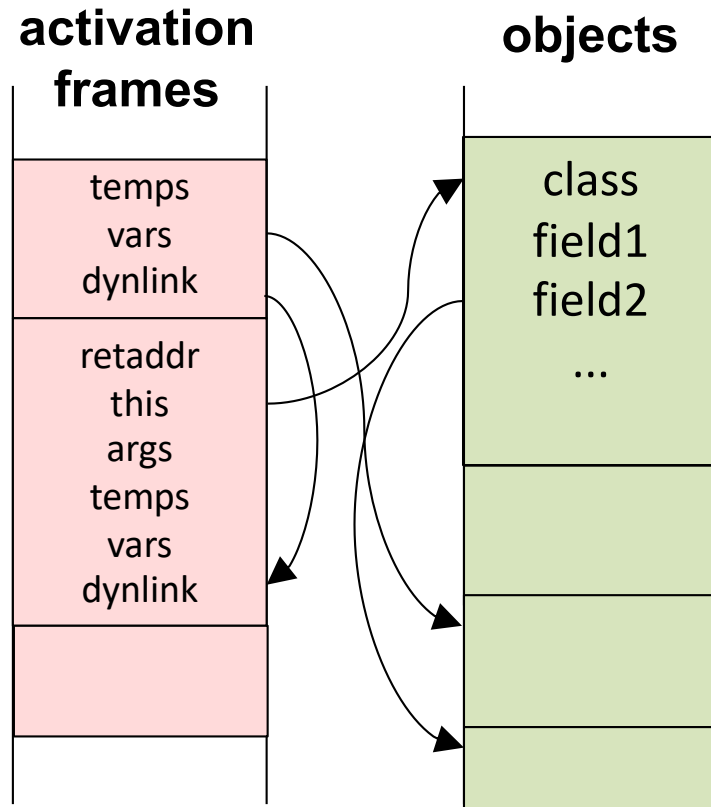 activation
frames
temps
vars
dynlink
retaddr
this
args
temps
vars
dynlink
objects
class
field1
field2
...